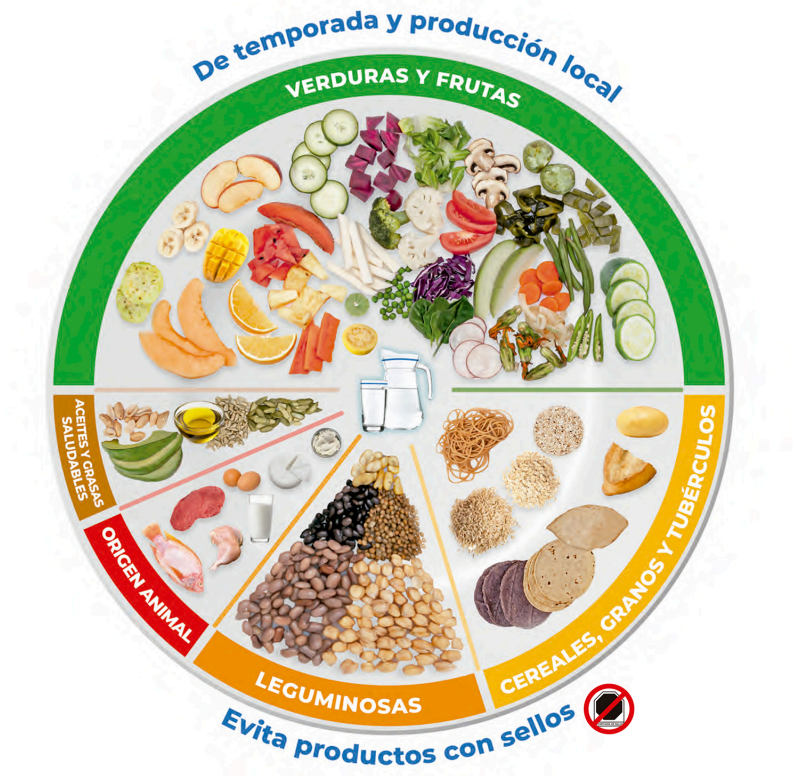 De temporada y producción local
VERDURAS Y FRUTAS
ACEITES Y GRASAS
SALUDABLES
ORIGEN ANIMAL
LEGUMINOSAS
CEREALES, GRANOS Y TUBÉRCULOS
Evita productos con sellos